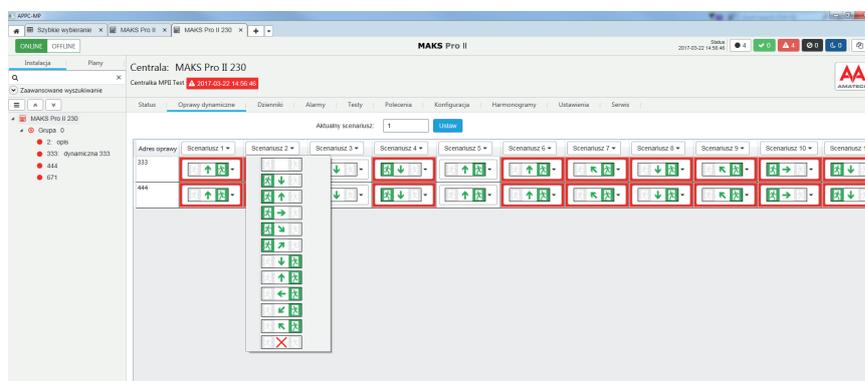 APPC-MP
Szybkie wybieranie × MAKS Pro II × MAKS Pro II 230 ×
ONLINE OFFLINE
MAKS Pro II
Status
2017-03-22 14:56:46
4 0 4 0 0
Instalacja Plany
Zaawansowane wyszukiwanie
MAKS Pro II 230
Grupa 0
2: opis
333: dynamiczna 333
444
671
Centrala: MAKS Pro II 230
Centralka MPII Test 2017-03-22 14:56:46
AMATECH
Status Oprawy dynamiczne Dzienniki Alarmy Testy Polecenia Konfiguracja Harmonogramy Ustawienia Serwis
Aktualny scenariusz: 1 Ustaw
Adres oprawy Scenariusz 1 Scenariusz 2 Scenariusz 3 Scenariusz 4 Scenariusz 5 Scenariusz 6 Scenariusz 7 Scenariusz 8 Scenariusz 9 Scenariusz 10 Scenariusz
333
444